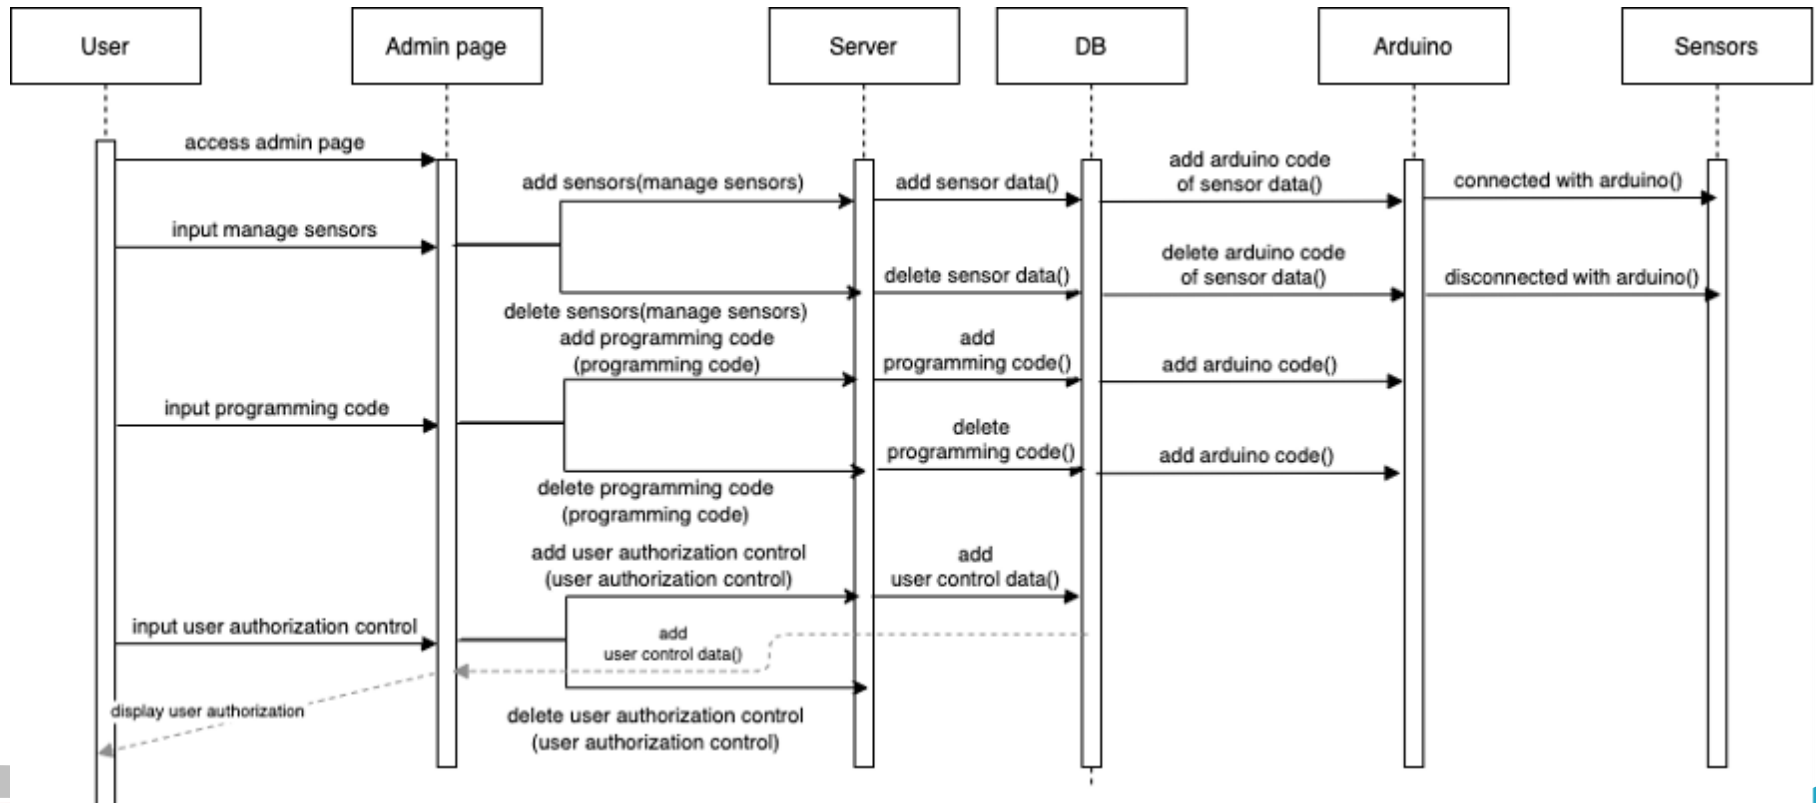 User
Admin page
Server
DB
Arduino
Sensors
access admin page
add sensors(manage sensors)
add sensor data()
add arduino code
of sensor data()
connected with arduino()
input manage sensors
delete sensor data()
delete arduino code
of sensor data()
disconnected with arduino()
delete sensors(manage sensors)
add programming code
(programming code)
add
programming code()
add arduino code()
input programming code
delete
programming code()
add arduino code()
delete programming code
(programming code)
add user authorization control
(user authorization control)
add
user control data()
input user authorization control
add
user control data()
display user authorization
delete user authorization control
(user authorization control)